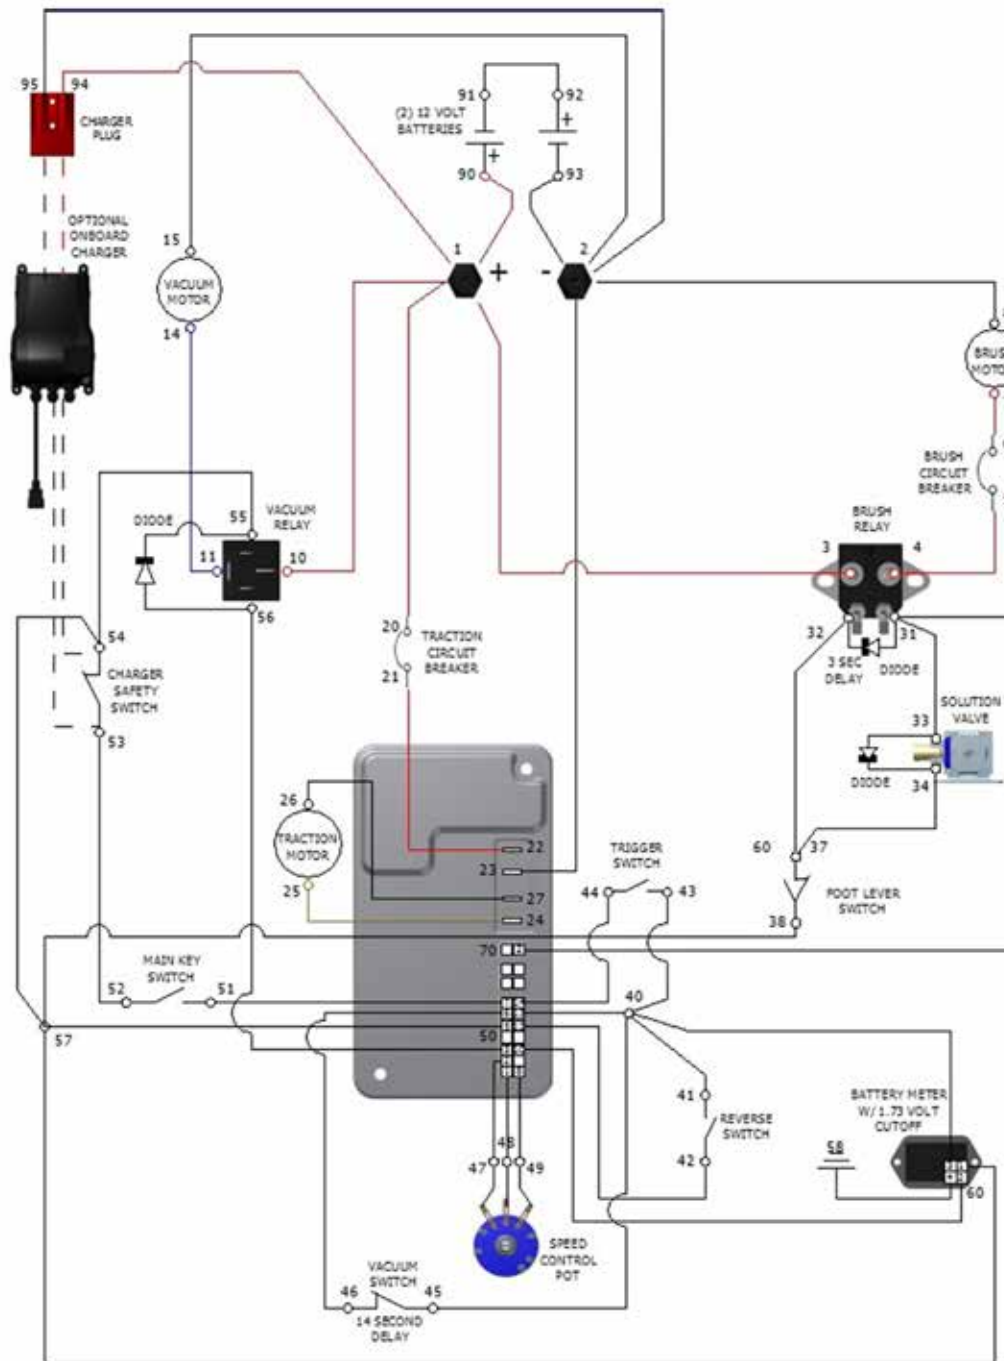 95 94
CHARGER
PLUG
OPTIONAL
ONBOARD
CHARGER
15
VACUUM
MOTOR
14
91
92
(2) 12 VOLT
BATTERIES
+
+
90
93
1
2
+
-
BRUS
MOTO
BRUSH
CIRCUIT
BREAKER
BRUSH
RELAY
3
4
32
31
3 SEC
DELAY
DIODE
SOLUTION
VALVE
33
34
DIODE
DIODE
55
VACUUM
RELAY
11
10
56
54
CHARGER
SAFETY
SWITCH
53
20
TRACTION
CIRCUIT
BREAKER
21
26
TRACTION
MOTOR
25
22
23
27
24
70
50
TRIGGER
SWITCH
44
43
60
37
FOOT LEVER
SWITCH
38
MAIN KEY
SWITCH
52
51
57
40
41
REVERSE
SWITCH
42
BATTERY METER
W/ 1.73 VOLT
CUTOFF
58
60
47
48
49
SPEED
CONTROL
POT
VACUUM
SWITCH
46
45
14 SECOND
DELAY